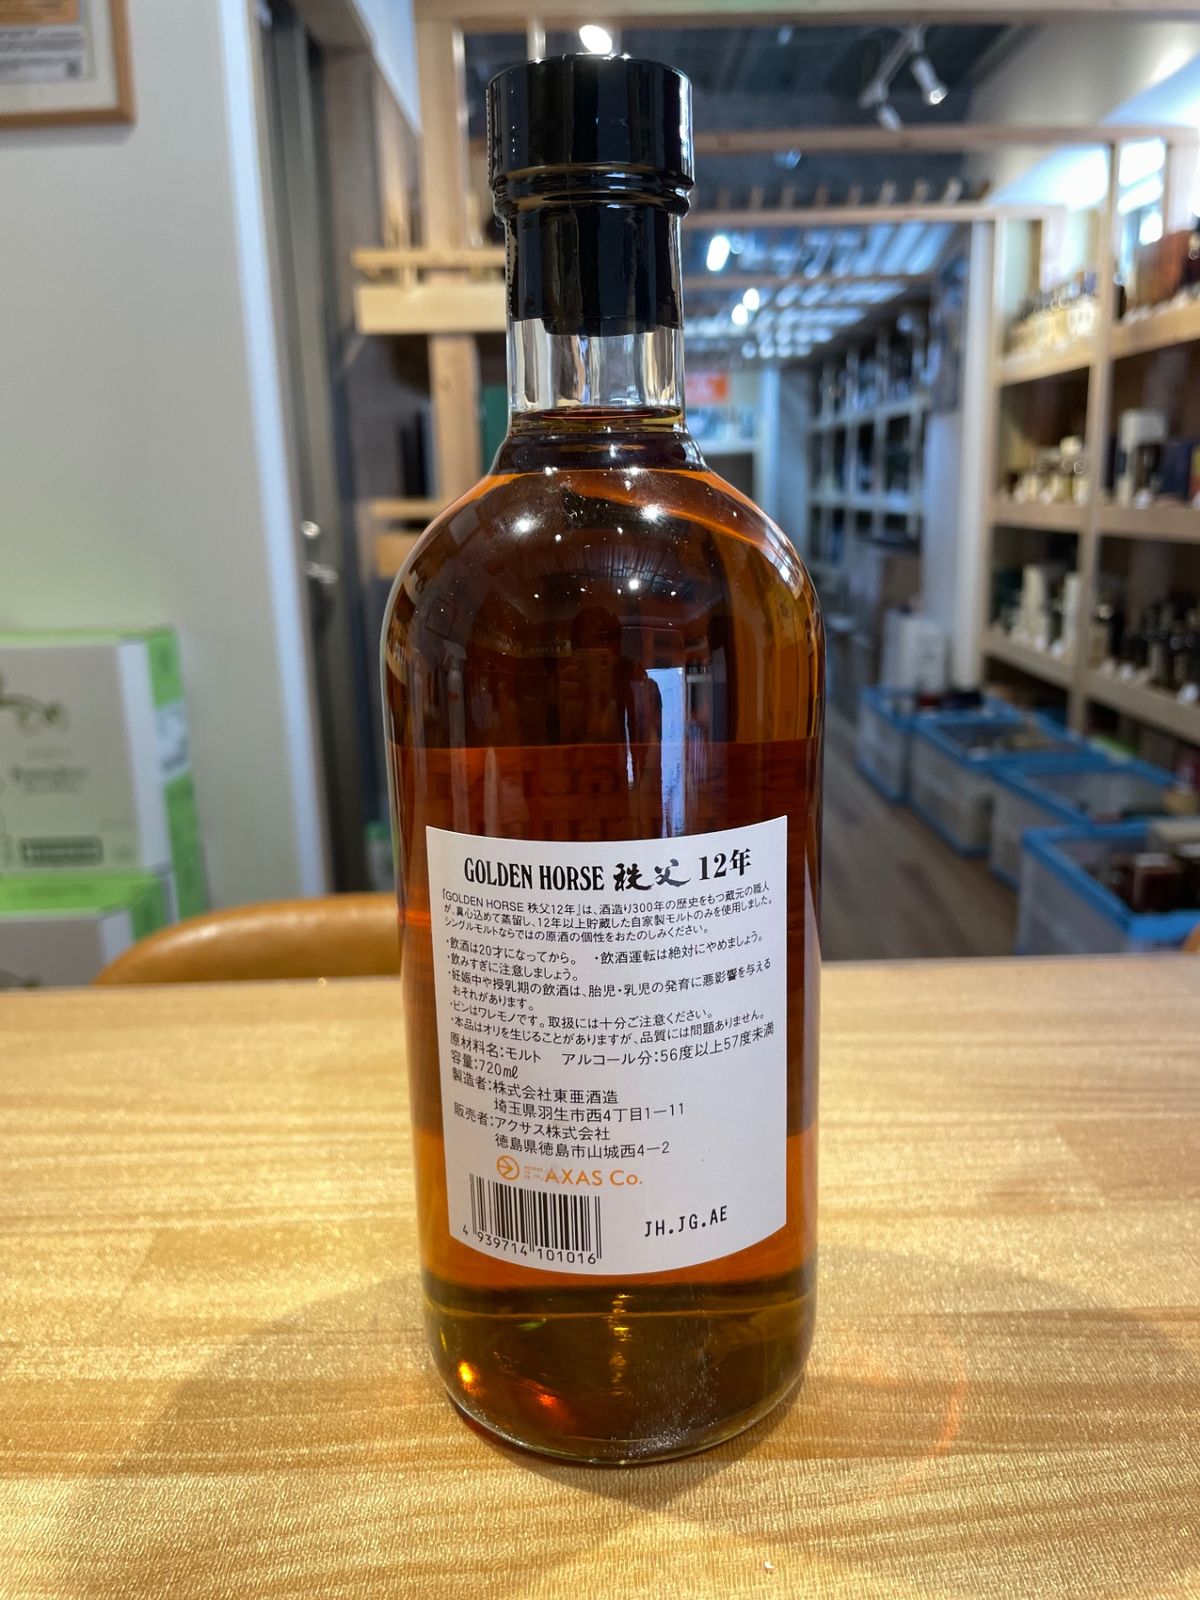 GOLDEN HORSE 秩父 12年
『GOLDEN HORSE 秩父12年』は、酒造り300年の歴史をもつ蔵元の職人
が、真心込めて蒸留し、12年以上貯蔵した自家製モルトのみを使用しました。
シングルモルトならではの原酒の個性をおたのしみください。
・飲酒は20才になってから。 ・飲酒運転は絶対にやめましょう。
・飲みすぎに注意しましょう。
・妊娠中や授乳期の飲酒は、胎児・乳児の発育に悪影響を与える
おそれがあります。
・ビンはワレモノです。取扱には十分ご注意ください。
・本品はオリを生じることがありますが、品質には問題ありません。
原材料名:モルト アルコール分:56度以上57度未満
容量:720㎖
製造者:株式会社東亜酒造
埼玉県羽生市西4丁目1−11
販売者:アクサス株式会社
徳島県徳島市山城西4−2
AXAS Co.
4 939714 101016
JH.JG.AE